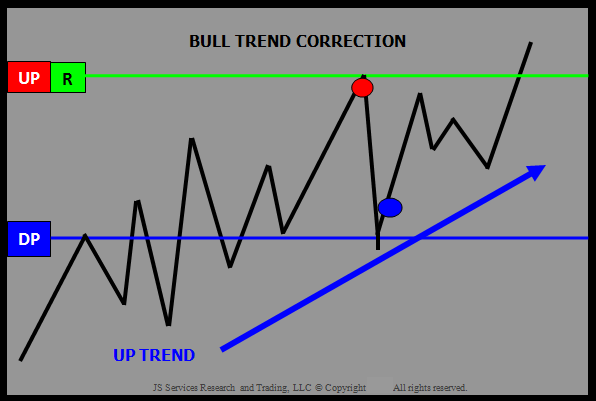 BULL TREND CORRECTION
UP R
DP
UP TREND
JS Services Research and Trading, LLC © Copyright All rights reserved.